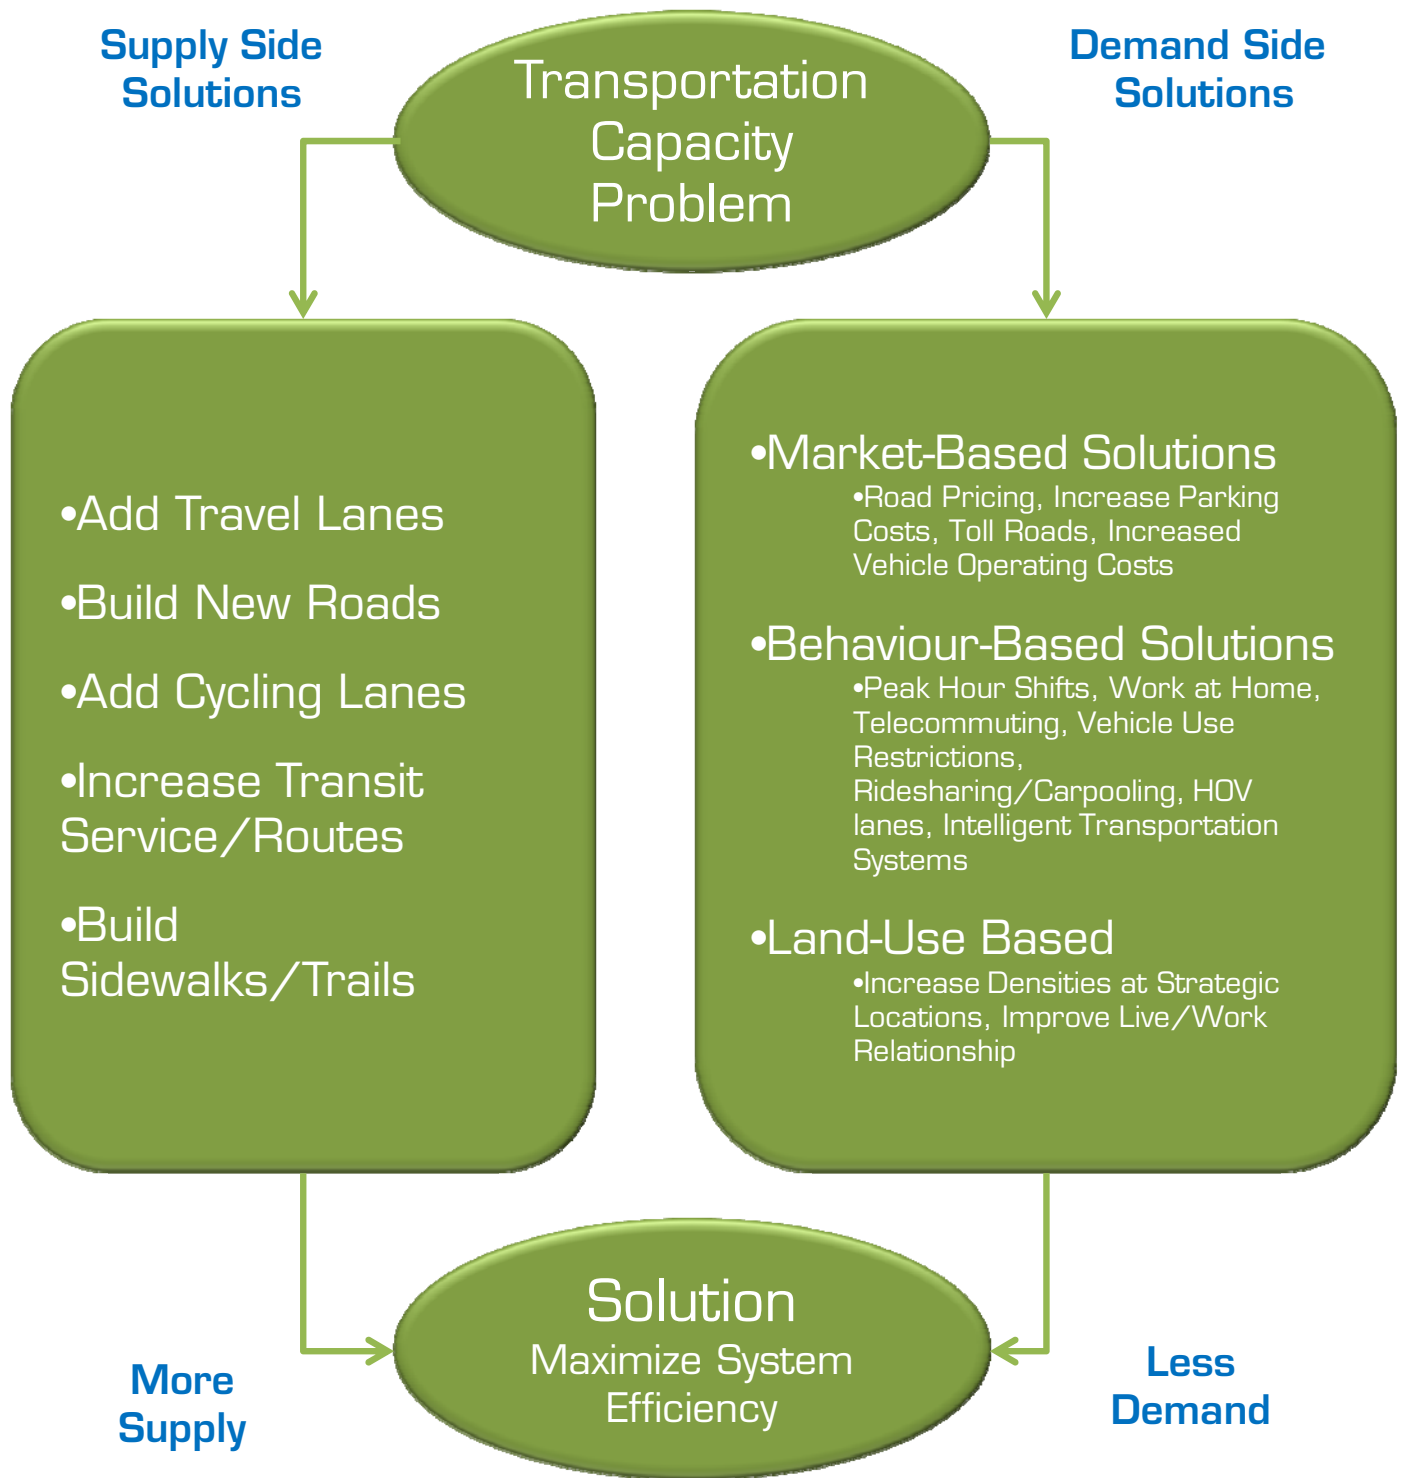 Supply Side
Solutions
Transportation
Capacity
Problem
Demand Side
Solutions
•Add Travel Lanes
•Build New Roads
•Add Cycling Lanes
•Increase Transit
Service/Routes
•Build
Sidewalks/Trails
•Market-Based Solutions
•Road Pricing, Increase Parking
Costs, Toll Roads, Increased
Vehicle Operating Costs
•Behaviour-Based Solutions
•Peak Hour Shifts, Work at Home,
Telecommuting, Vehicle Use
Restrictions,
Ridesharing/Carpooling, HOV
lanes, Intelligent Transportation
Systems
•Land-Use Based
•Increase Densities at Strategic
Locations, Improve Live/Work
Relationship
More
Supply
Solution
Maximize System
Efficiency
Less
Demand